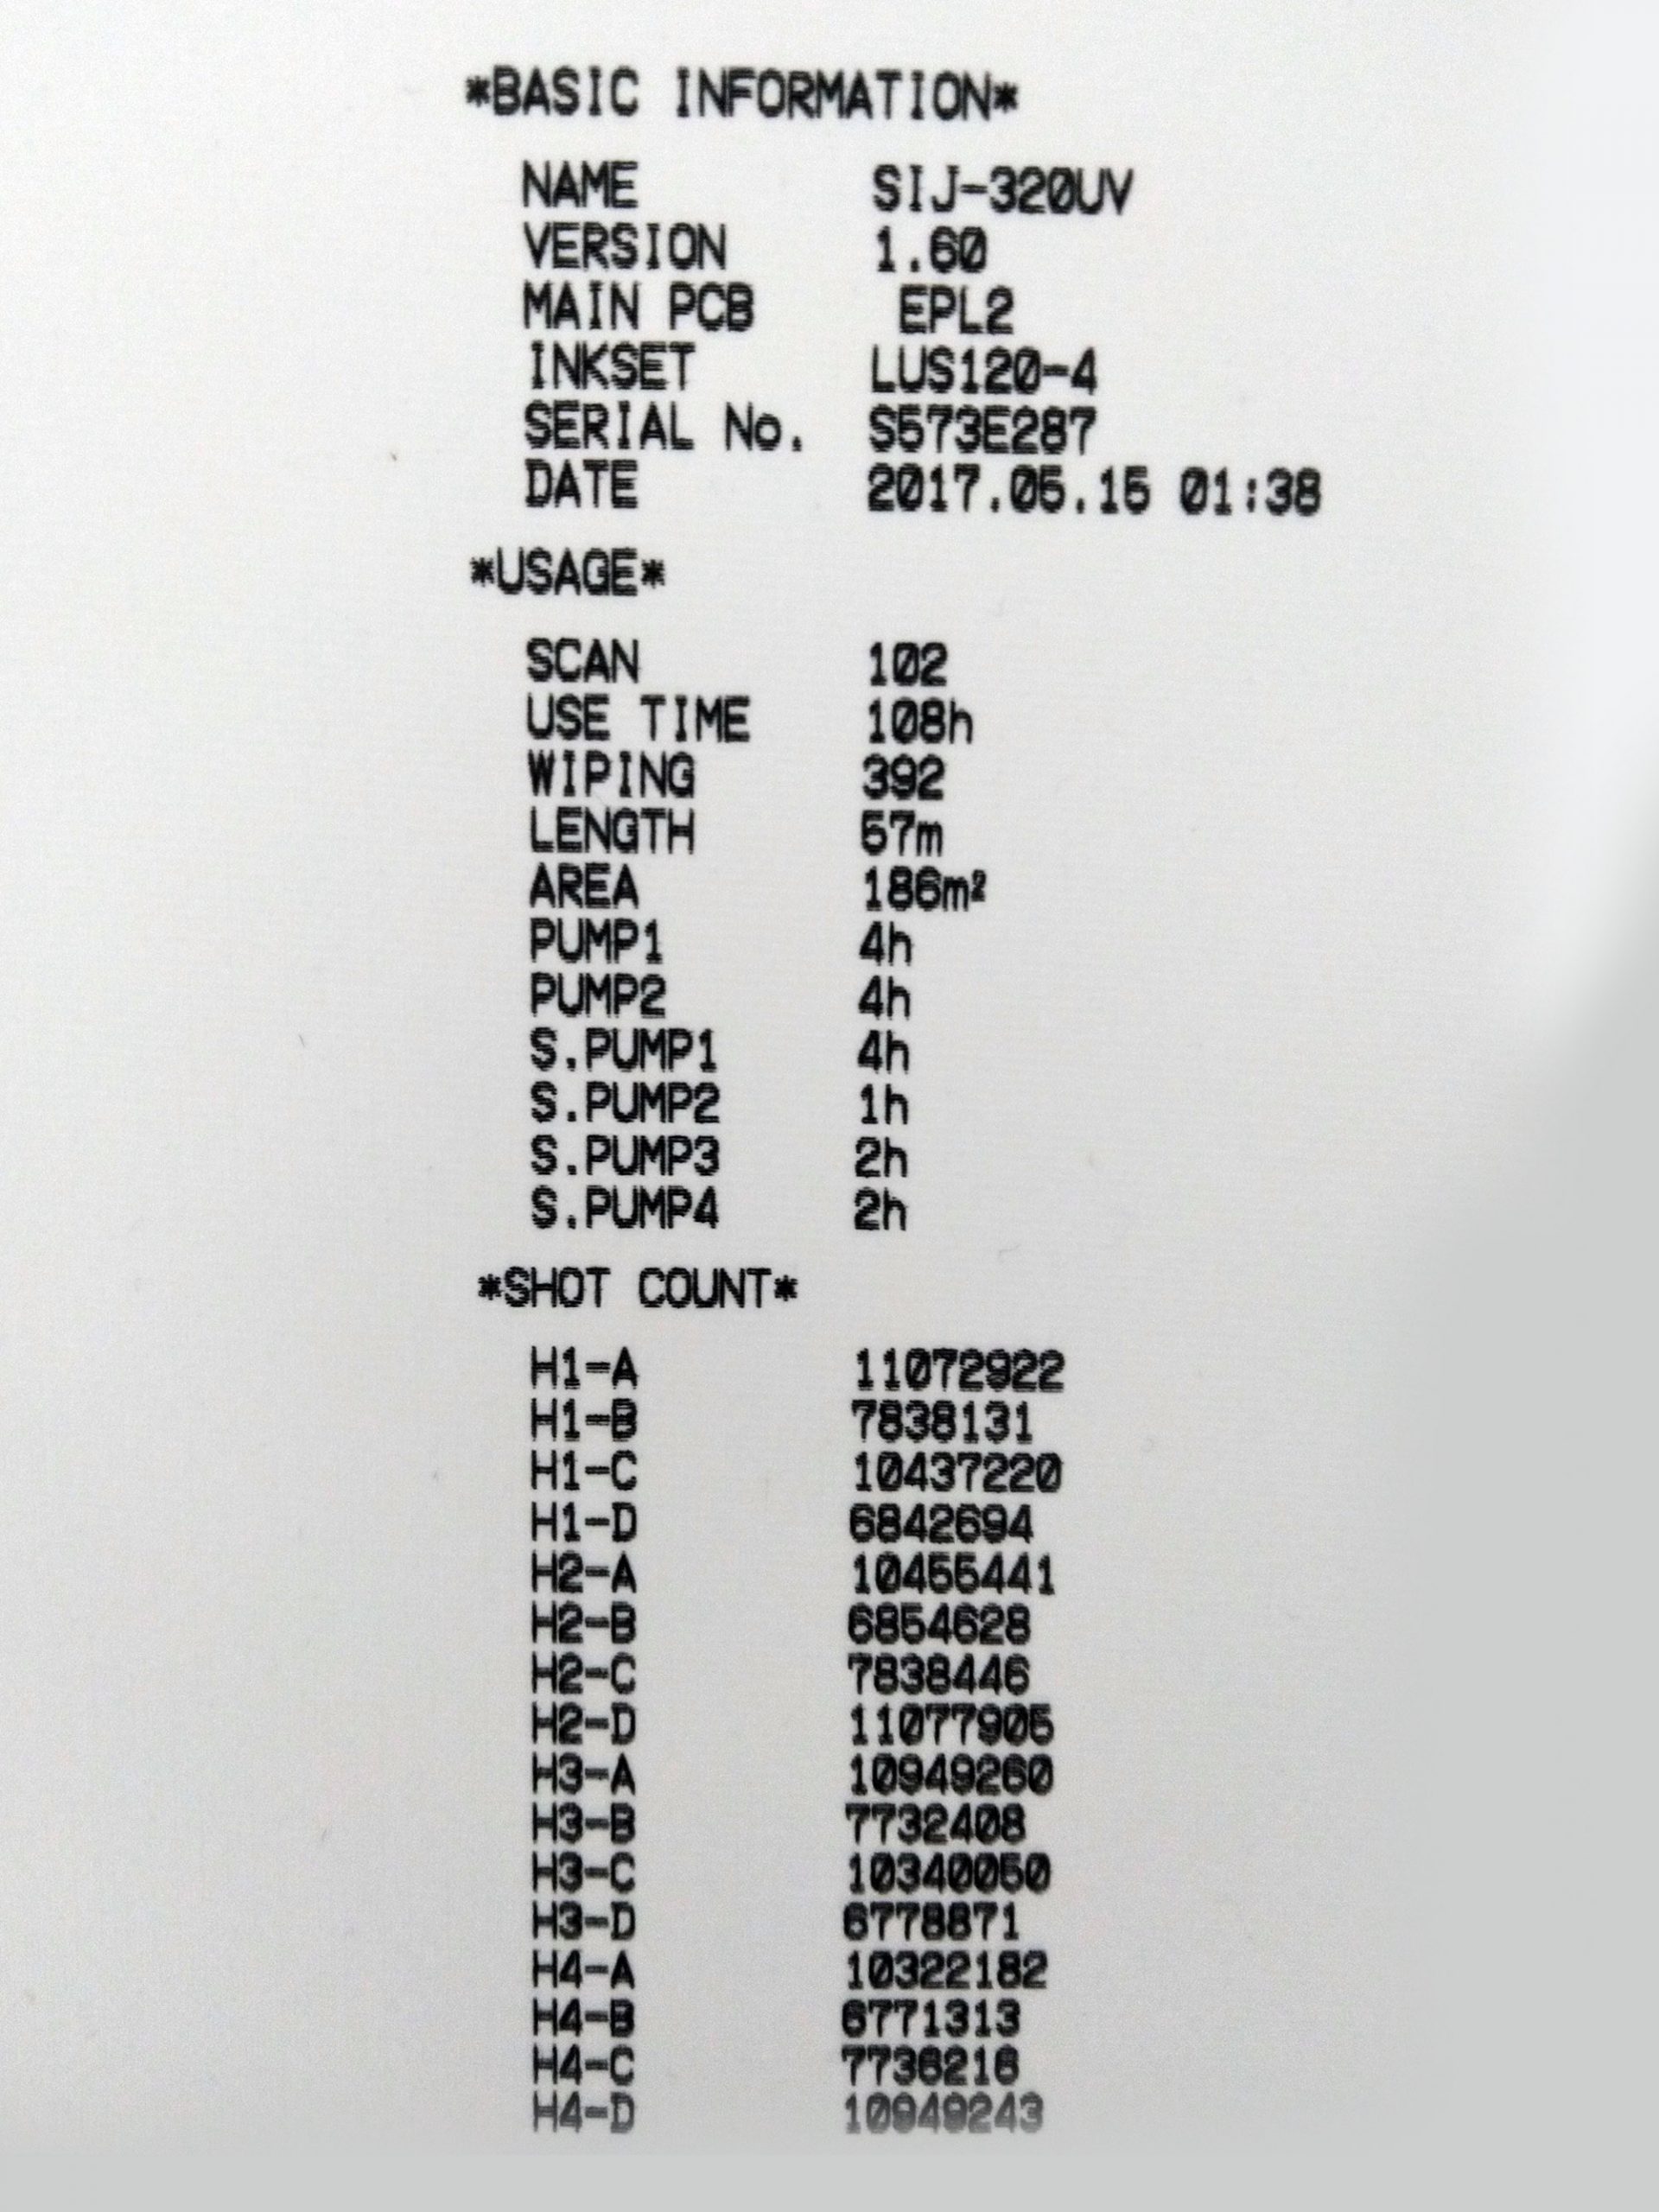 *BASIC INFORMATION*
NAME SIJ-320UV
VERSION 1.60
MAIN PCB EPL2
INKSET LUS120-4
SERIAL No. S573E287
DATE 2017.05.15 01:38
*USAGE*
SCAN 102
USE TIME 108h
WIPING 392
LENGTH 57m
AREA 186m²
PUMP1 4h
PUMP2 4h
S.PUMP1 4h
S.PUMP2 1h
S.PUMP3 2h
S.PUMP4 2h
*SHOT COUNT*
H1-A 11072922
H1-B 7838131
H1-C 10437220
H1-D 6842694
H2-A 10455441
H2-B 6854628
H2-C 7838446
H2-D 11077905
H3-A 10949260
H3-B 7732408
H3-C 10340050
H3-D 6778871
H4-A 10322182
H4-B 6771313
H4-C 7736216
H4-D 10949243